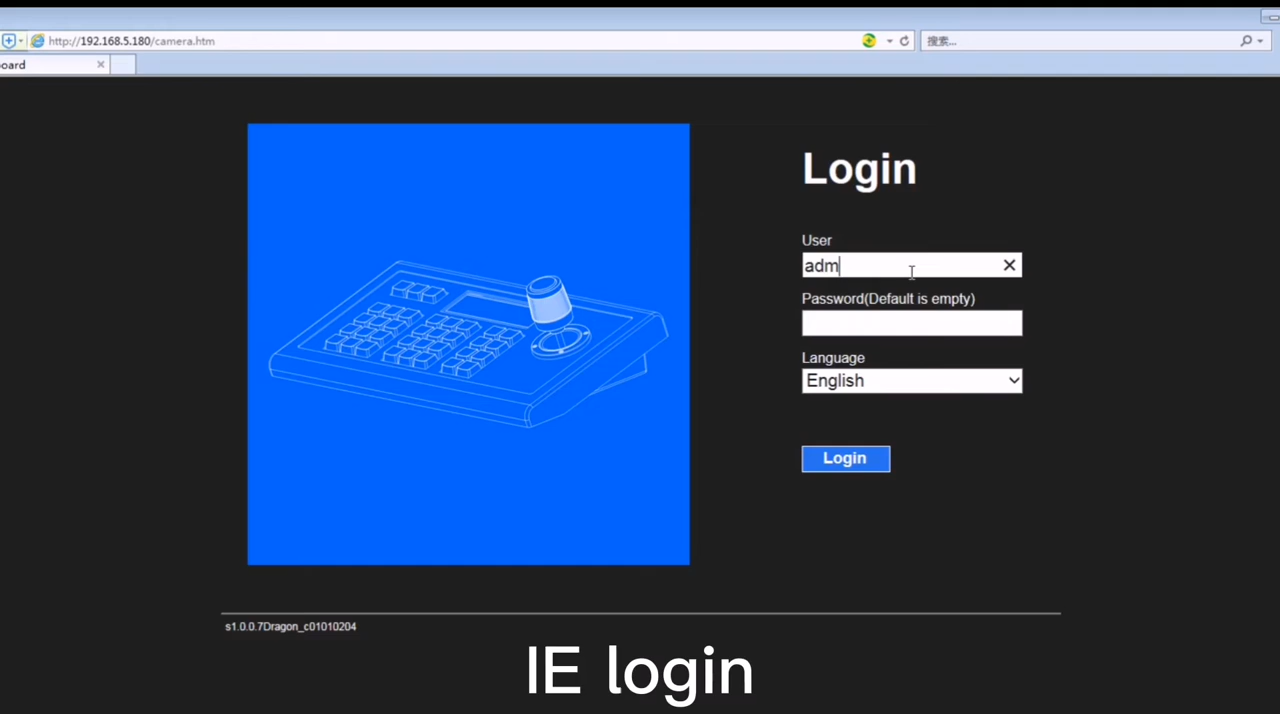 http://192.168.5.180/camera.htm
搜索...
oard
Login
User
adm
Password(Default is empty)
Language
English
Login
s1.0.0.7Dragon_c01010204
IE login